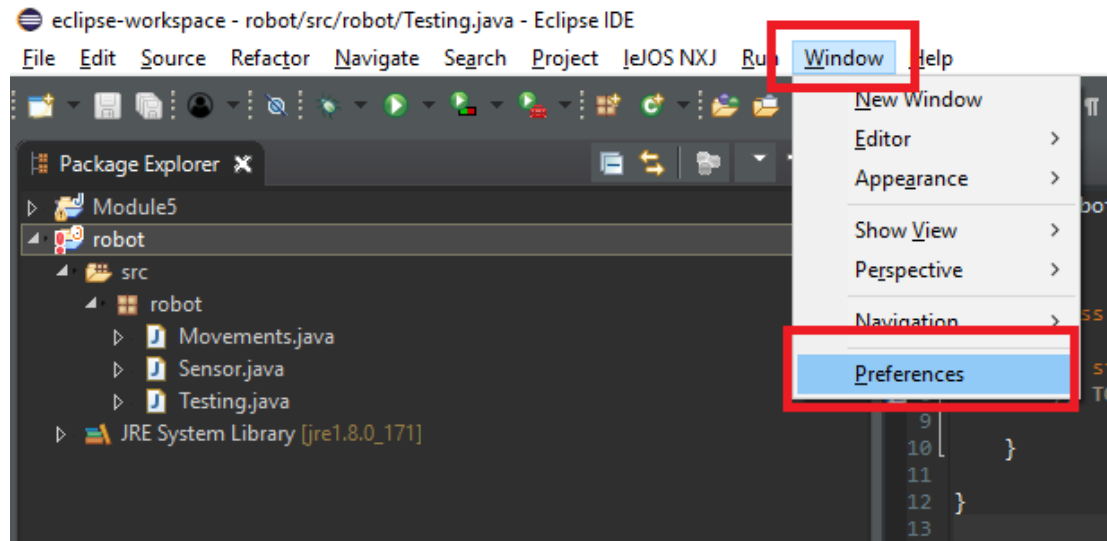 eclipse-workspace - robot/src/robot/Testing.java - Eclipse IDE
File Edit Source Refactor Navigate Search Project leJOS NXJ Run Window Help
New Window
Package Explorer
Editor
Appearance
Module5
robot
Show View
src
Perspective
robot
Navigation
Movements.java
Sensor.java
Preferences
Testing.java
JRE System Library [jre1.8.0_171]
9
10 }
11
12 }
13